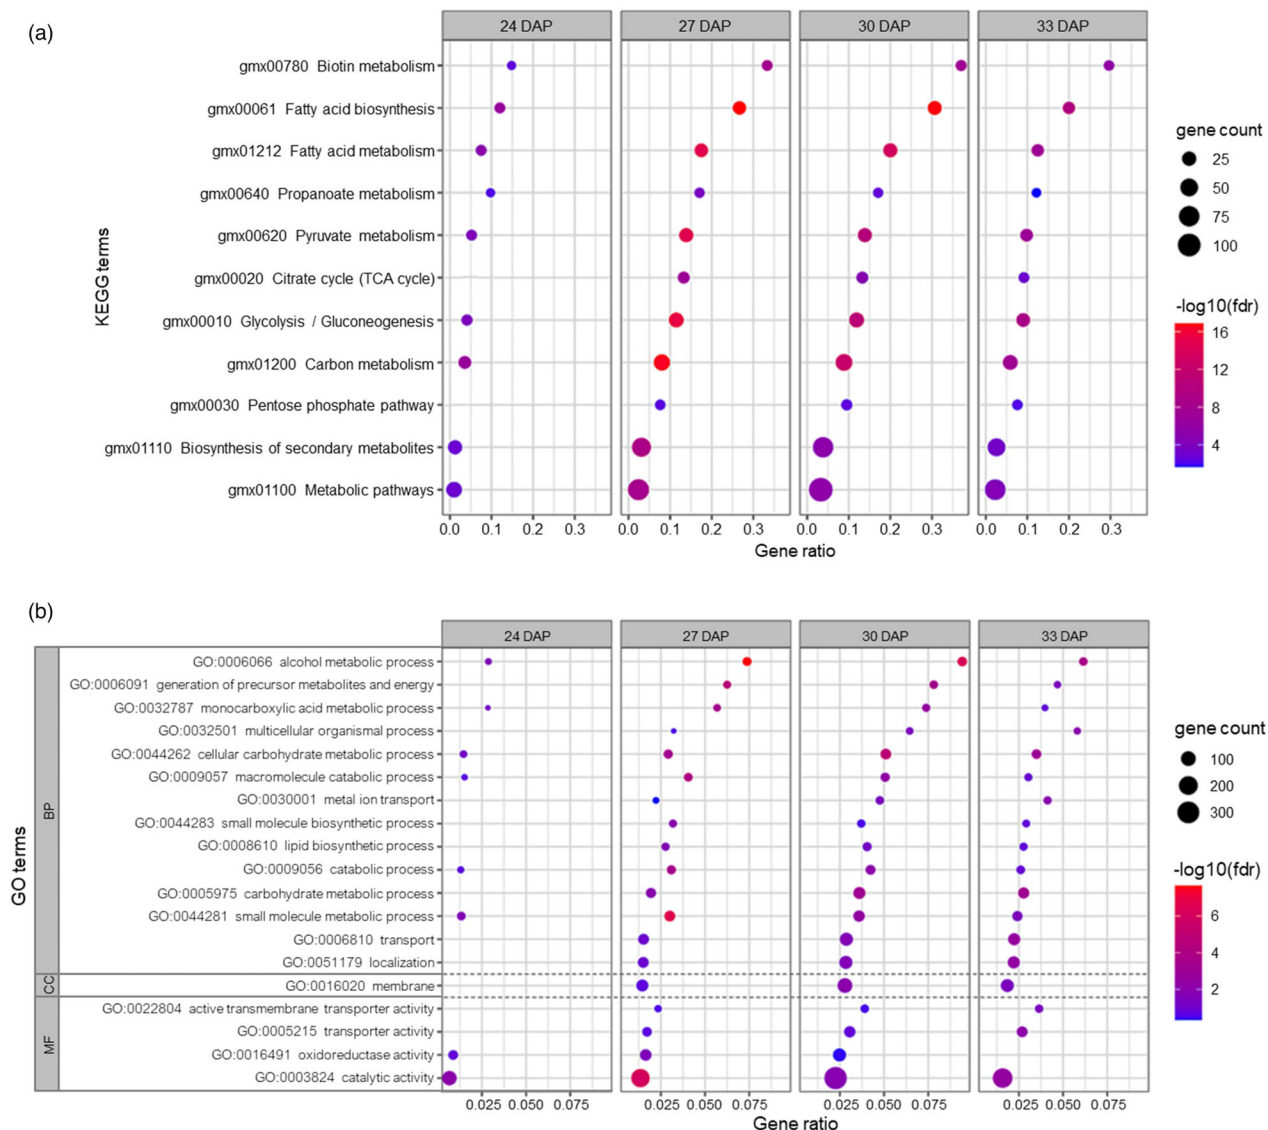 (a)
24 DAP 27 DAP 30 DAP 33 DAP
KEGG terms
gmx00780 Biotin metabolism
gmx00061 Fatty acid biosynthesis
gmx01212 Fatty acid metabolism
gmx00640 Propanoate metabolism
gmx00620 Pyruvate metabolism
gmx00020 Citrate cycle (TCA cycle)
gmx00010 Glycolysis / Gluconeogenesis
gmx01200 Carbon metabolism
gmx00030 Pentose phosphate pathway
gmx01110 Biosynthesis of secondary metabolites
gmx01100 Metabolic pathways
0.0 0.1 0.2 0.3 0.0 0.1 0.2 0.3 0.0 0.1 0.2 0.3 0.0 0.1 0.2 0.3
Gene ratio
gene count
25
50
75
100
-log10(fdr)
16
12
8
4
(b)
24 DAP 27 DAP 30 DAP 33 DAP
GO terms
BP
GO:0006066 alcohol metabolic process
GO:0006091 generation of precursor metabolites and energy
GO:0032787 monocarboxylic acid metabolic process
GO:0032501 multicellular organismal process
GO:0044262 cellular carbohydrate metabolic process
GO:0009057 macromolecule catabolic process
GO:0030001 metal ion transport
GO:0044283 small molecule biosynthetic process
GO:0008610 lipid biosynthetic process
GO:0009056 catabolic process
GO:0005975 carbohydrate metabolic process
GO:0044281 small molecule metabolic process
GO:0006810 transport
GO:0051179 localization
CC
GO:0016020 membrane
MF
GO:0022804 active transmembrane transporter activity
GO:0005215 transporter activity
GO:0016491 oxidoreductase activity
GO:0003824 catalytic activity
0.025 0.050 0.075 0.025 0.050 0.075 0.025 0.050 0.075 0.025 0.050 0.075
Gene ratio
gene count
100
200
300
-log10(fdr)
6
4
2